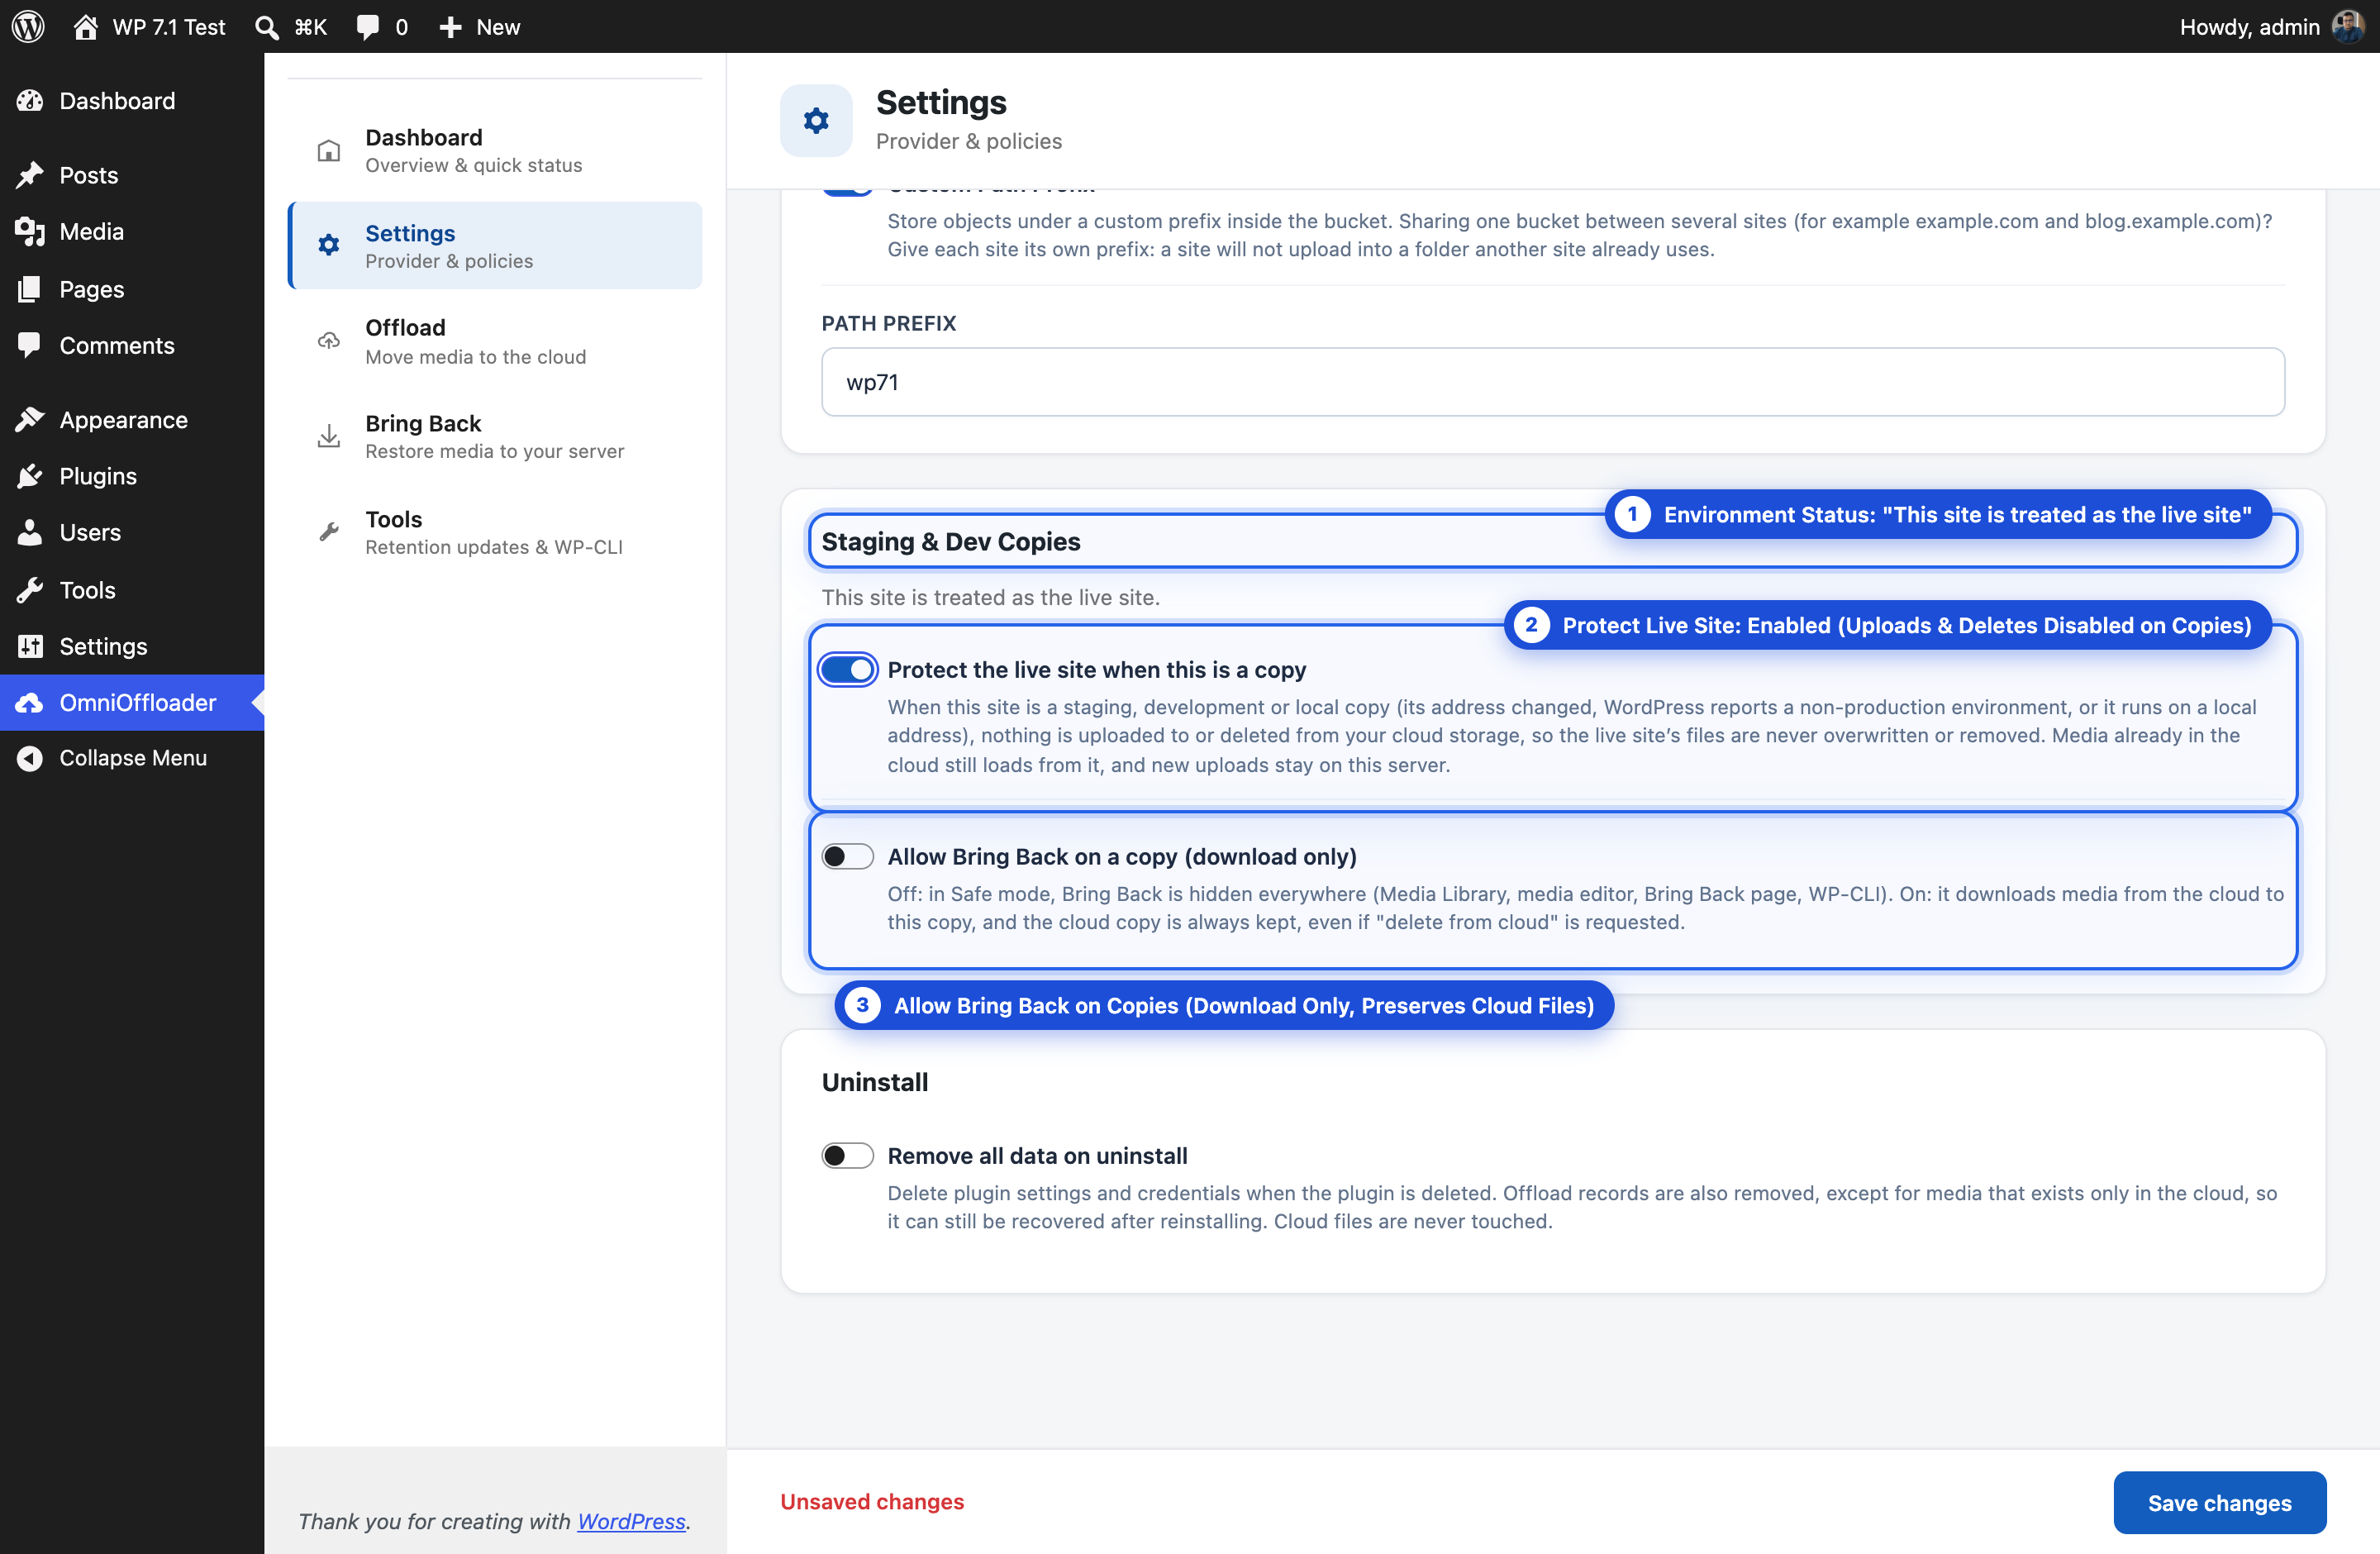 WP 7.1 Test
⌘K
0
New
Howdy, admin
Dashboard
Posts
Media
Pages
Comments
Appearance
Plugins
Users
Tools
Settings
OmniOffloader
Collapse Menu
Dashboard
Overview & quick status
Settings
Provider & policies
Offload
Move media to the cloud
Bring Back
Restore media to your server
Tools
Retention updates & WP-CLI
Thank you for creating with WordPress.
Settings
Provider & policies
Custom Path Prefix
Store objects under a custom prefix inside the bucket. Sharing one bucket between several sites (for example example.com and blog.example.com)?
Give each site its own prefix: a site will not upload into a folder another site already uses.
PATH PREFIX
wp71
1 Environment Status: "This site is treated as the live site"
Staging & Dev Copies
This site is treated as the live site.
2 Protect Live Site: Enabled (Uploads & Deletes Disabled on Copies)
Protect the live site when this is a copy
When this site is a staging, development or local copy (its address changed, WordPress reports a non-production environment, or it runs on a local
address), nothing is uploaded to or deleted from your cloud storage, so the live site’s files are never overwritten or removed. Media already in the
cloud still loads from it, and new uploads stay on this server.
Allow Bring Back on a copy (download only)
Off: in Safe mode, Bring Back is hidden everywhere (Media Library, media editor, Bring Back page, WP-CLI). On: it downloads media from the cloud to
this copy, and the cloud copy is always kept, even if "delete from cloud" is requested.
3 Allow Bring Back on Copies (Download Only, Preserves Cloud Files)
Uninstall
Remove all data on uninstall
Delete plugin settings and credentials when the plugin is deleted. Offload records are also removed, except for media that exists only in the cloud, so
it can still be recovered after reinstalling. Cloud files are never touched.
Unsaved changes
Save changes